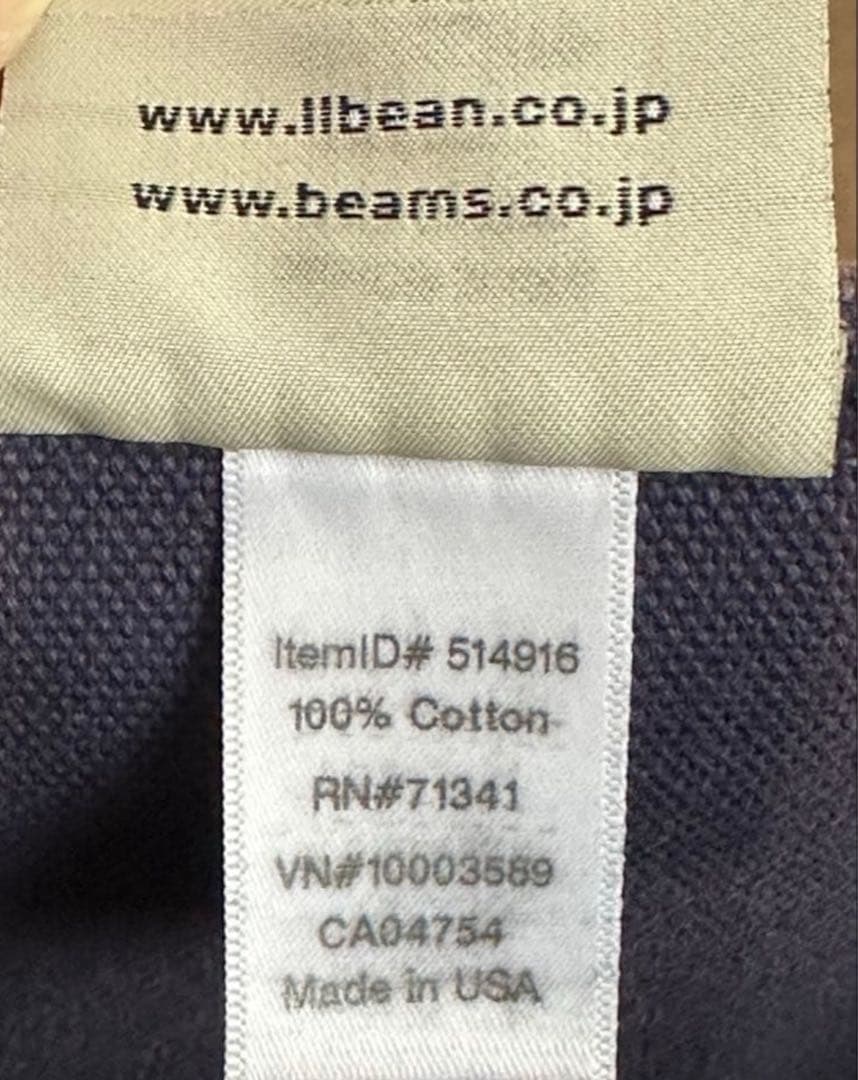 www.llbean.co.jp
www.beams.co.jp
ItemID# 514916
100% Cotton
RN#71341
VN#10003569
CA04754
Made in USA